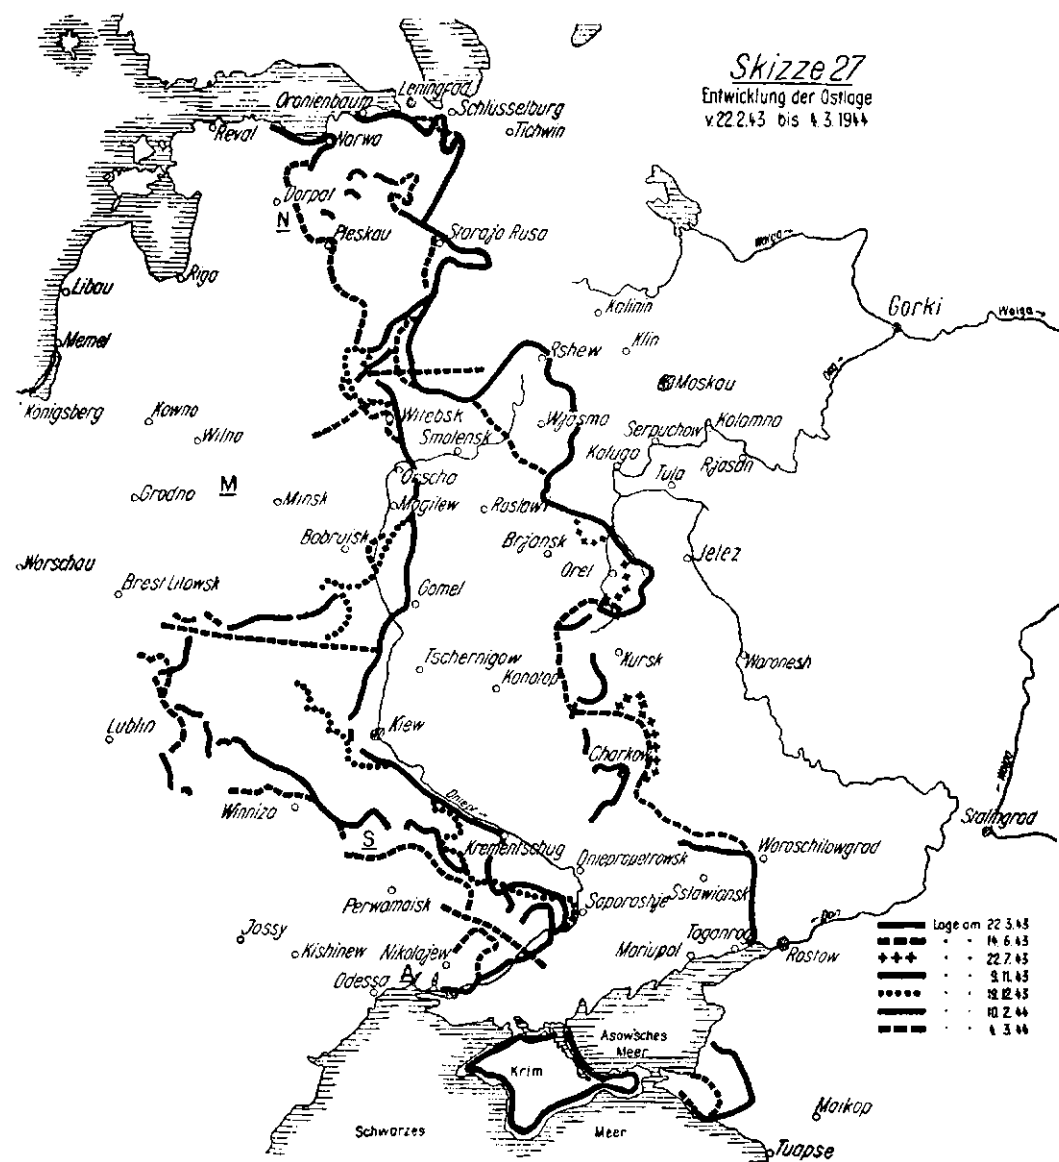 Skizze 27
Entwicklung der Ostlage
v. 22.2.43 bis 4.3.1944
Leningrad
Oranienbaum
Schlüsselburg
Tichwin
Reval
Narwa
Dorpat
N
Pleskau
Staraja Rusa
Wolga
Riga
Libau
Kalinin
Gorki
Wolga
Memel
Klin
Rshew
Moskau
Königsberg
Kowno
Witebsk
Wjasma
Kolomna
Wilna
Smolensk
Serpuchow
Kaluga
Rjasan
Orscha
Tula
Grodno
M
Minsk
Mogilew
Roslawl
Bobruisk
Brjansk
Jelez
Warschau
Orel
Brest Litowsk
Gomel
Tschernigow
Kursk
Woronesh
Konotop
Lublin
Kiew
Charkow
Wolga
Dnjepr
Winniza
Stalingrad
S
Krementschug
Woroschilowgrad
Dnjepropetrowsk
Sslawiansk
Perwomaisk
Saporoshje
Don
Jassy
Kishinew
Nikolajew
Taganrog
Mariupol
Rostow
Odessa
A
Lage am 22.3.43
" " 14.6.43
" " 22.7.43
" " 9.11.43
" " 19.12.43
" " 10.2.44
" " 4.3.44
Asowsches
Meer
Krim
Maikop
Schwarzes
Meer
Tuapse